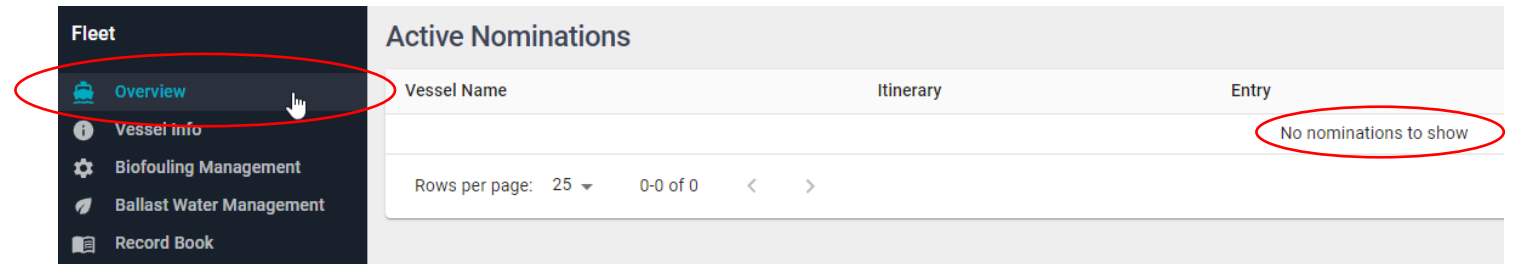 Fleet
Overview
Vessel Info
Biofouling Management
Ballast Water Management
Record Book
Active Nominations
Vessel Name Itinerary Entry
No nominations to show
Rows per page: 25 0-0 of 0